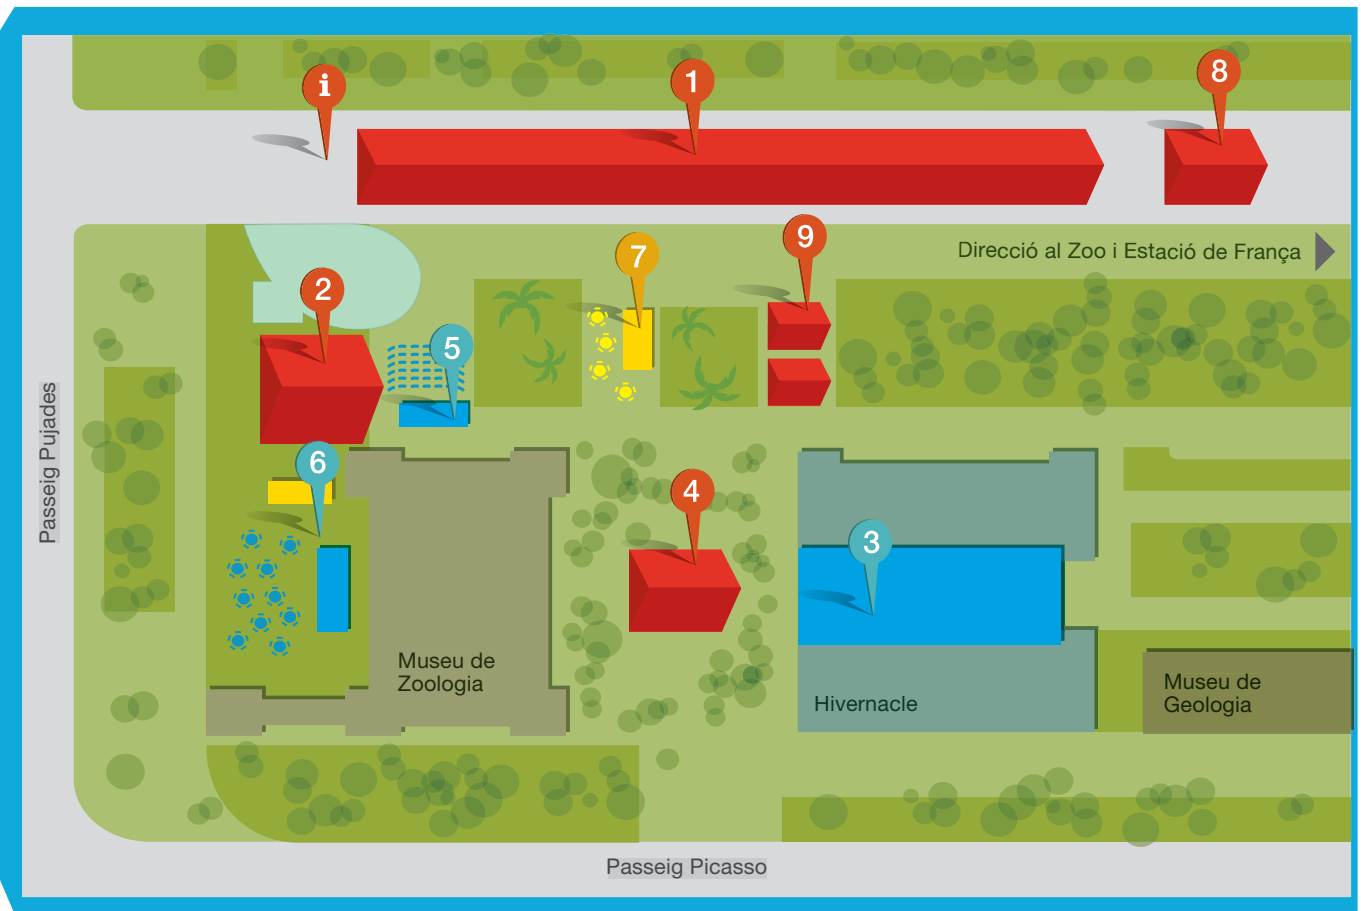 i
1
8
9
7
Direcció al Zoo i Estació de França
2
5
Passeig Pujades
6
4
3
Museu de
Zoologia
Hivernacle
Museu de
Geologia
Passeig Picasso